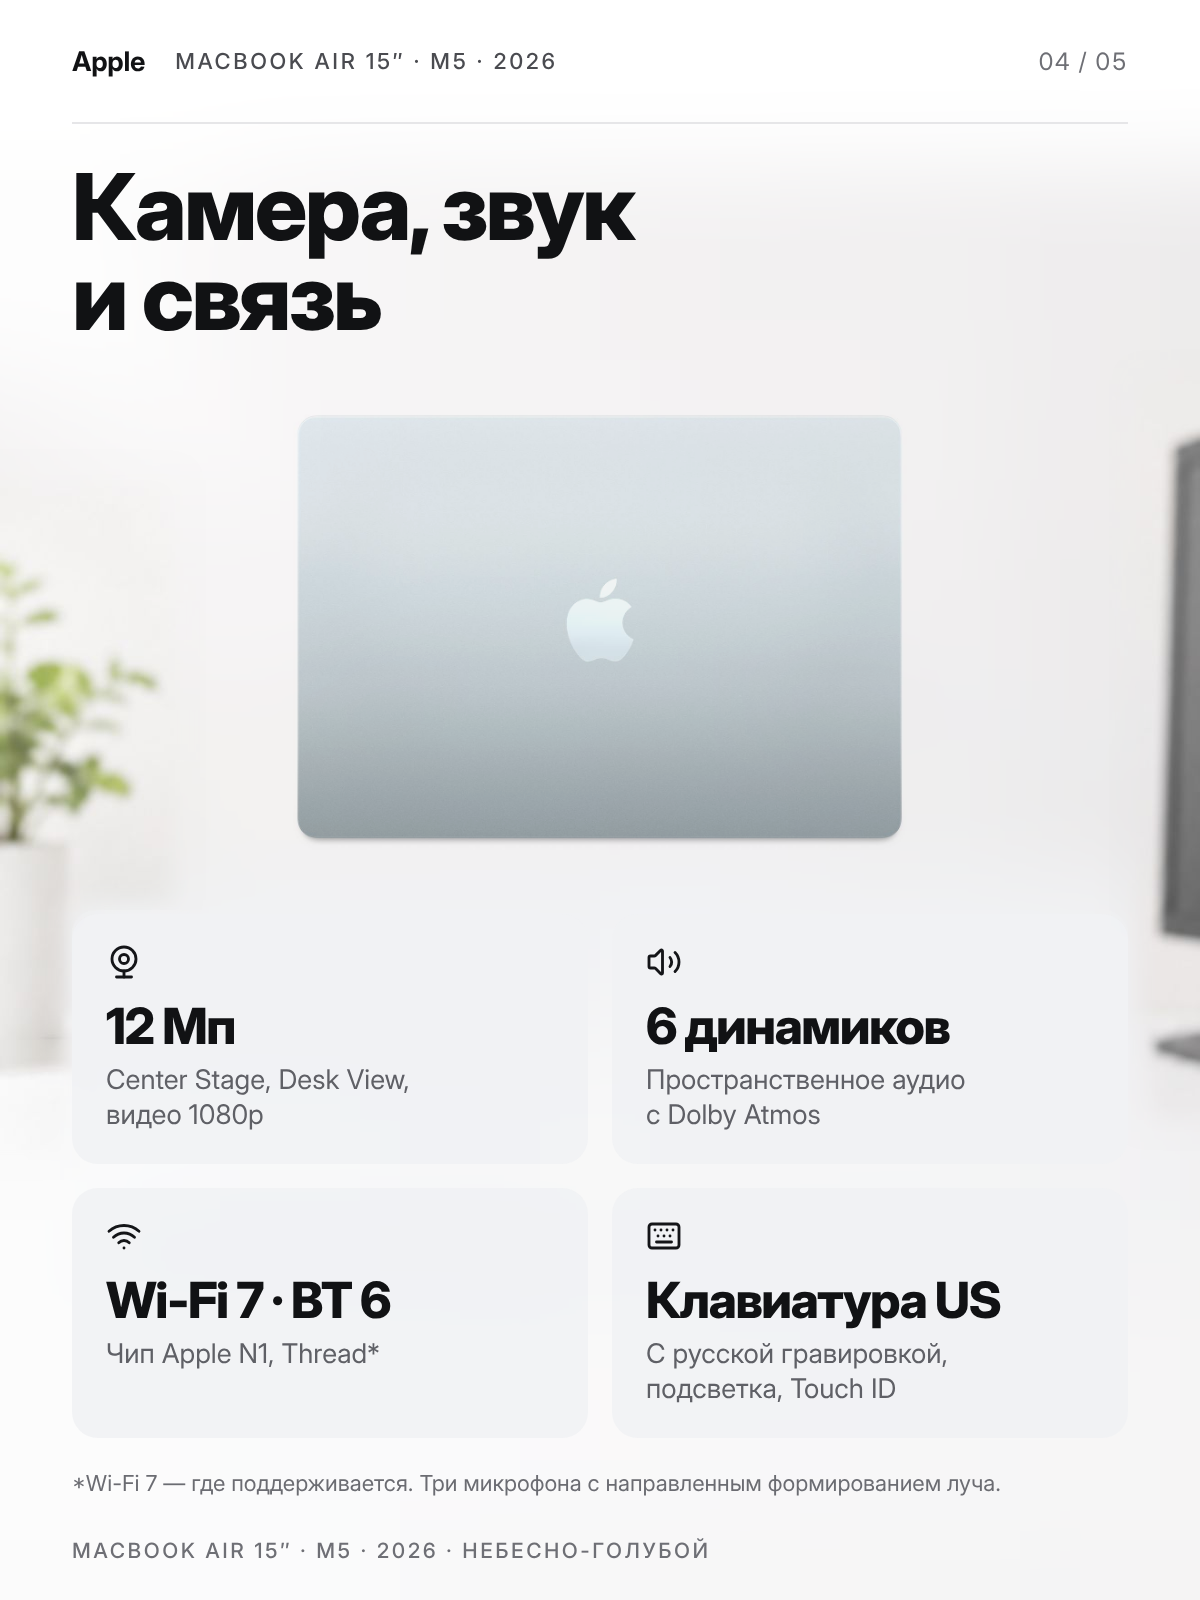 Apple MACBOOK AIR 15″ · M5 · 2026 04 / 05
Камера, звук
и связь
12 Мп
Center Stage, Desk View,
видео 1080p
6 динамиков
Пространственное аудио
с Dolby Atmos
Wi-Fi 7 · BT 6
Чип Apple N1, Thread*
Клавиатура US
С русской гравировкой,
подсветка, Touch ID
*Wi-Fi 7 — где поддерживается. Три микрофона с направленным формированием луча.
MACBOOK AIR 15″ · M5 · 2026 · НЕБЕСНО-ГОЛУБОЙ